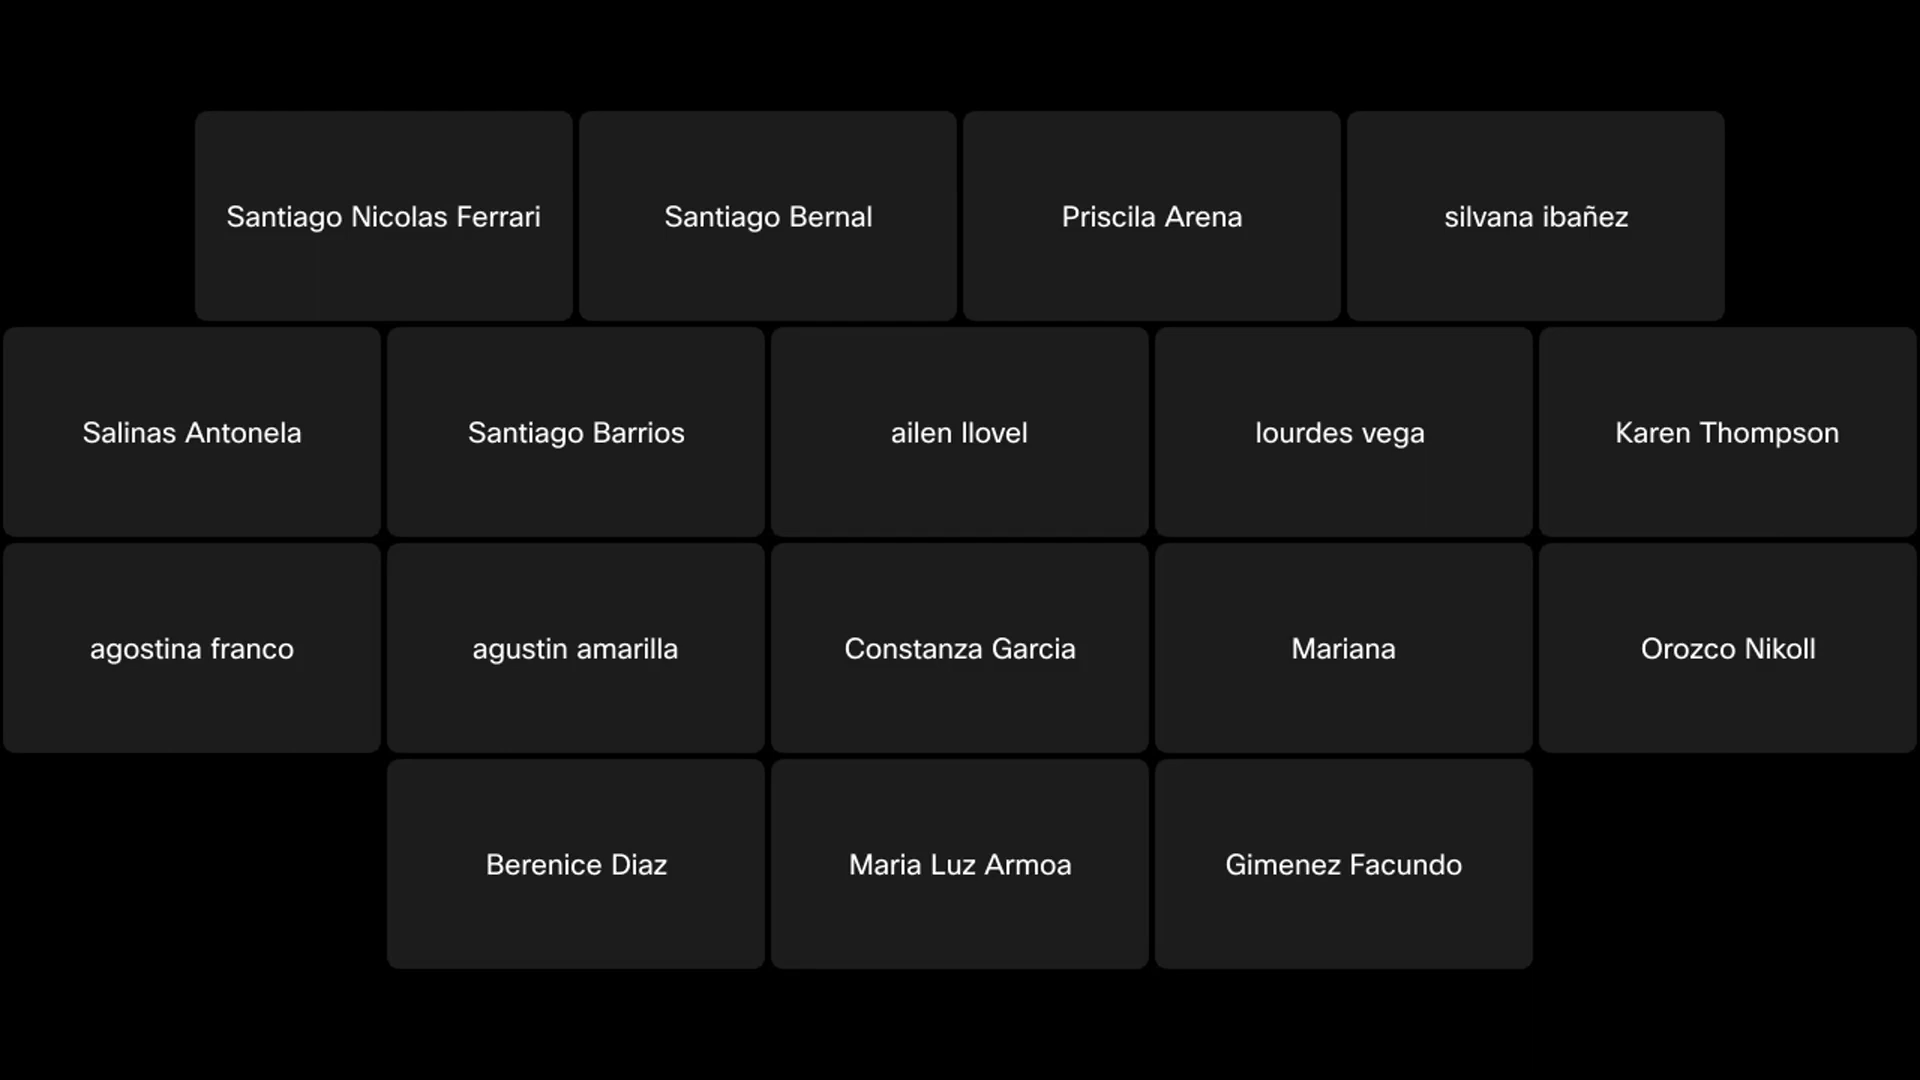 Santiago Nicolas Ferrari
Santiago Bernal
Priscila Arena
silvana ibañez
Salinas Antonela
Santiago Barrios
ailen llovel
lourdes vega
Karen Thompson
agostina franco
agustin amarilla
Constanza Garcia
Mariana
Orozco Nikoll
Berenice Diaz
Maria Luz Armoa
Gimenez Facundo